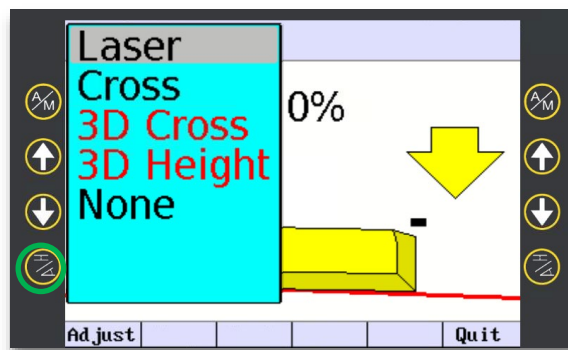 Laser
Cross
3D Cross
3D Height
None
0%
A/M
A/M
Adjust
Quit